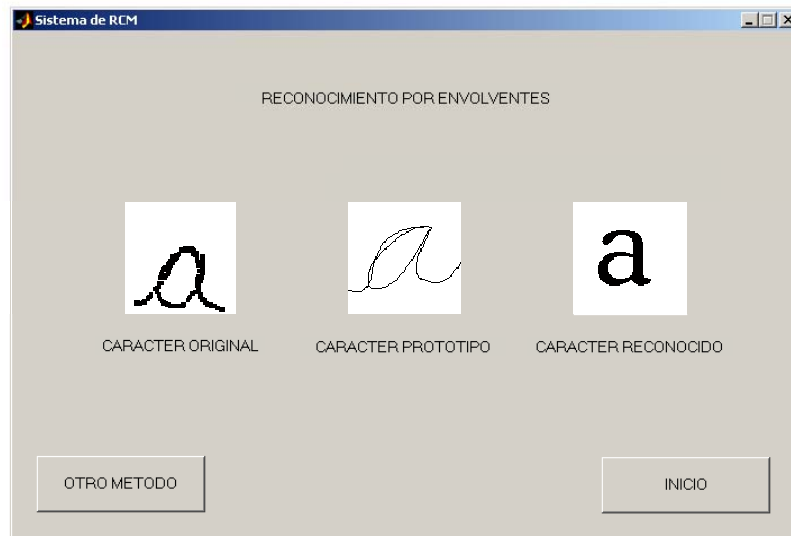 Sistema de RCM
RECONOCIMIENTO POR ENVOLVENTES
a a a
CARACTER ORIGINAL CARACTER PROTOTIPO CARACTER RECONOCIDO
OTRO METODO INICIO